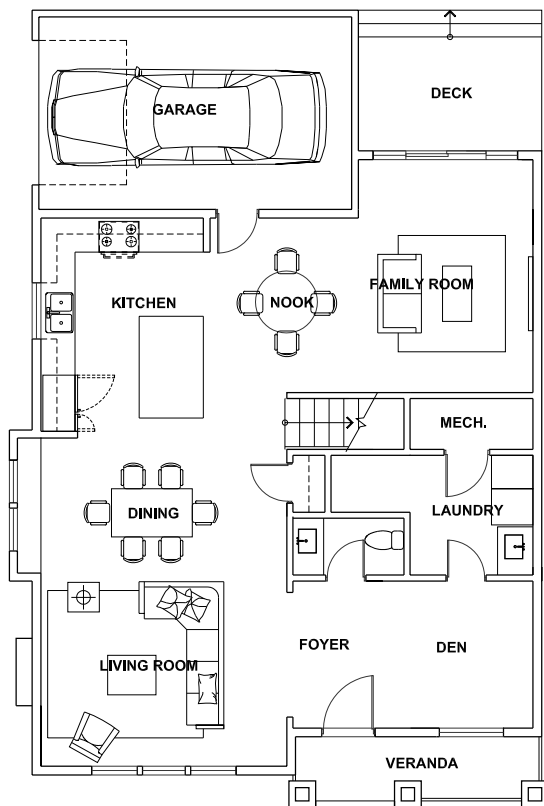 DECK
GARAGE
FAMILY ROOM
KITCHEN
NOOK
MECH.
LAUNDRY
DINING
FOYER
DEN
LIVING ROOM
VERANDA